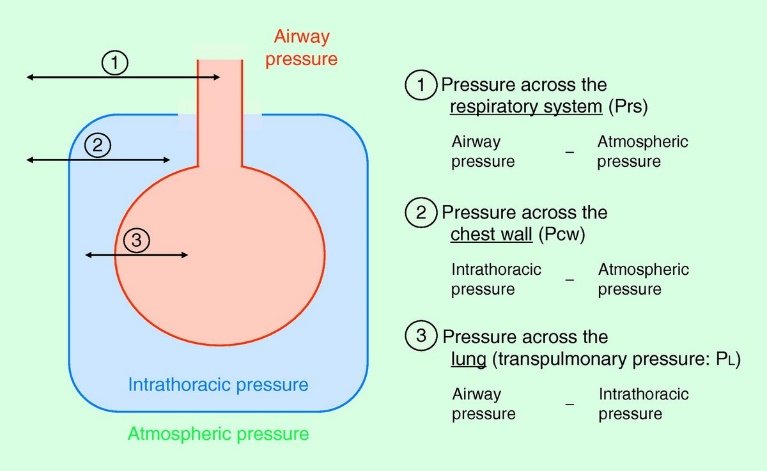 Airway
pressure
1
2
3
Intrathoracic pressure
Atmospheric pressure
1 Pressure across the
respiratory system (Prs)
Airway – Atmospheric
pressure pressure
2 Pressure across the
chest wall (Pcw)
Intrathoracic – Atmospheric
pressure pressure
3 Pressure across the
lung (transpulmonary pressure: PL)
Airway – Intrathoracic
pressure pressure